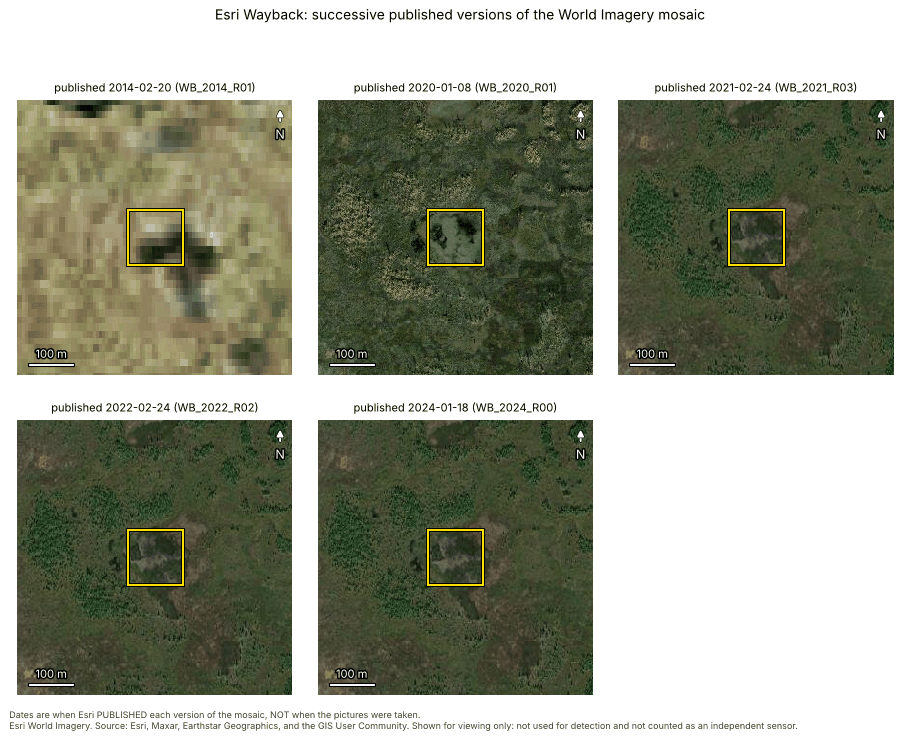 Esri Wayback: successive published versions of the World Imagery mosaic
published 2014-02-20 (WB_2014_R01)
published 2020-01-08 (WB_2020_R01)
published 2021-02-24 (WB_2021_R03)
N
N
N
100 m
100 m
100 m
published 2022-02-24 (WB_2022_R02)
published 2024-01-18 (WB_2024_R00)
N
N
100 m
100 m
Dates are when Esri PUBLISHED each version of the mosaic, NOT when the pictures were taken.
Esri World Imagery. Source: Esri, Maxar, Earthstar Geographics, and the GIS User Community. Shown for viewing only: not used for detection and not counted as an independent sensor.